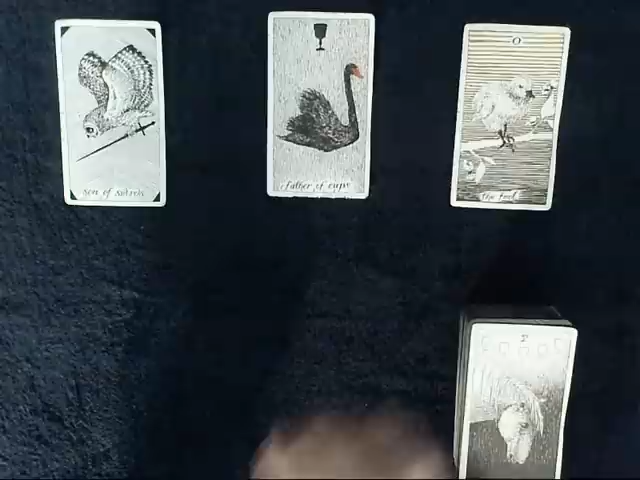 son of swords
father of cups
0
the fool